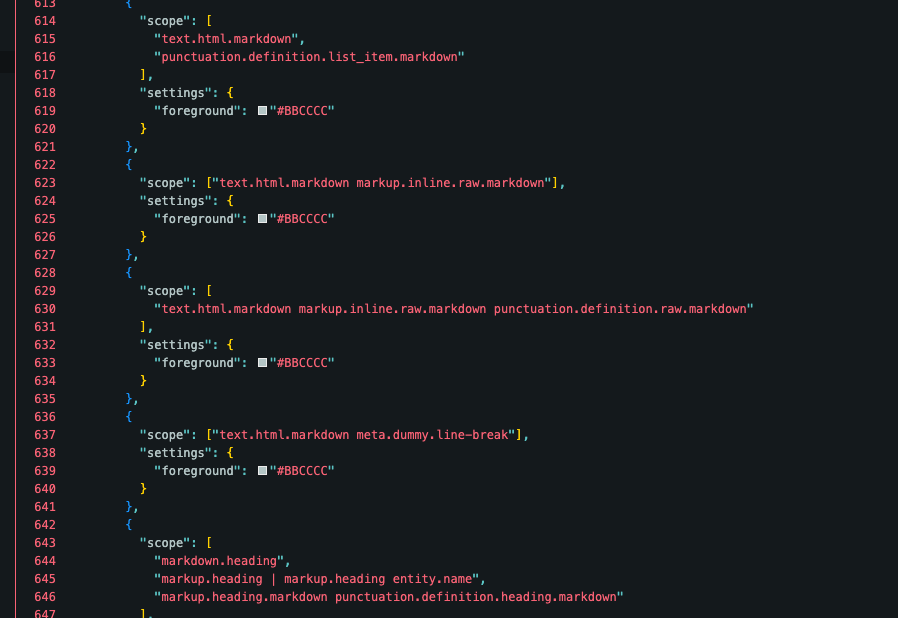 613 {
614 "scope": [
615 "text.html.markdown",
616 "punctuation.definition.list_item.markdown"
617 ],
618 "settings": {
619 "foreground": "#BBCCCC"
620 }
621 },
622 {
623 "scope": ["text.html.markdown markup.inline.raw.markdown"],
624 "settings": {
625 "foreground": "#BBCCCC"
626 }
627 },
628 {
629 "scope": [
630 "text.html.markdown markup.inline.raw.markdown punctuation.definition.raw.markdown"
631 ],
632 "settings": {
633 "foreground": "#BBCCCC"
634 }
635 },
636 {
637 "scope": ["text.html.markdown meta.dummy.line-break"],
638 "settings": {
639 "foreground": "#BBCCCC"
640 }
641 },
642 {
643 "scope": [
644 "markdown.heading",
645 "markup.heading | markup.heading entity.name",
646 "markup.heading.markdown punctuation.definition.heading.markdown"
647 ],